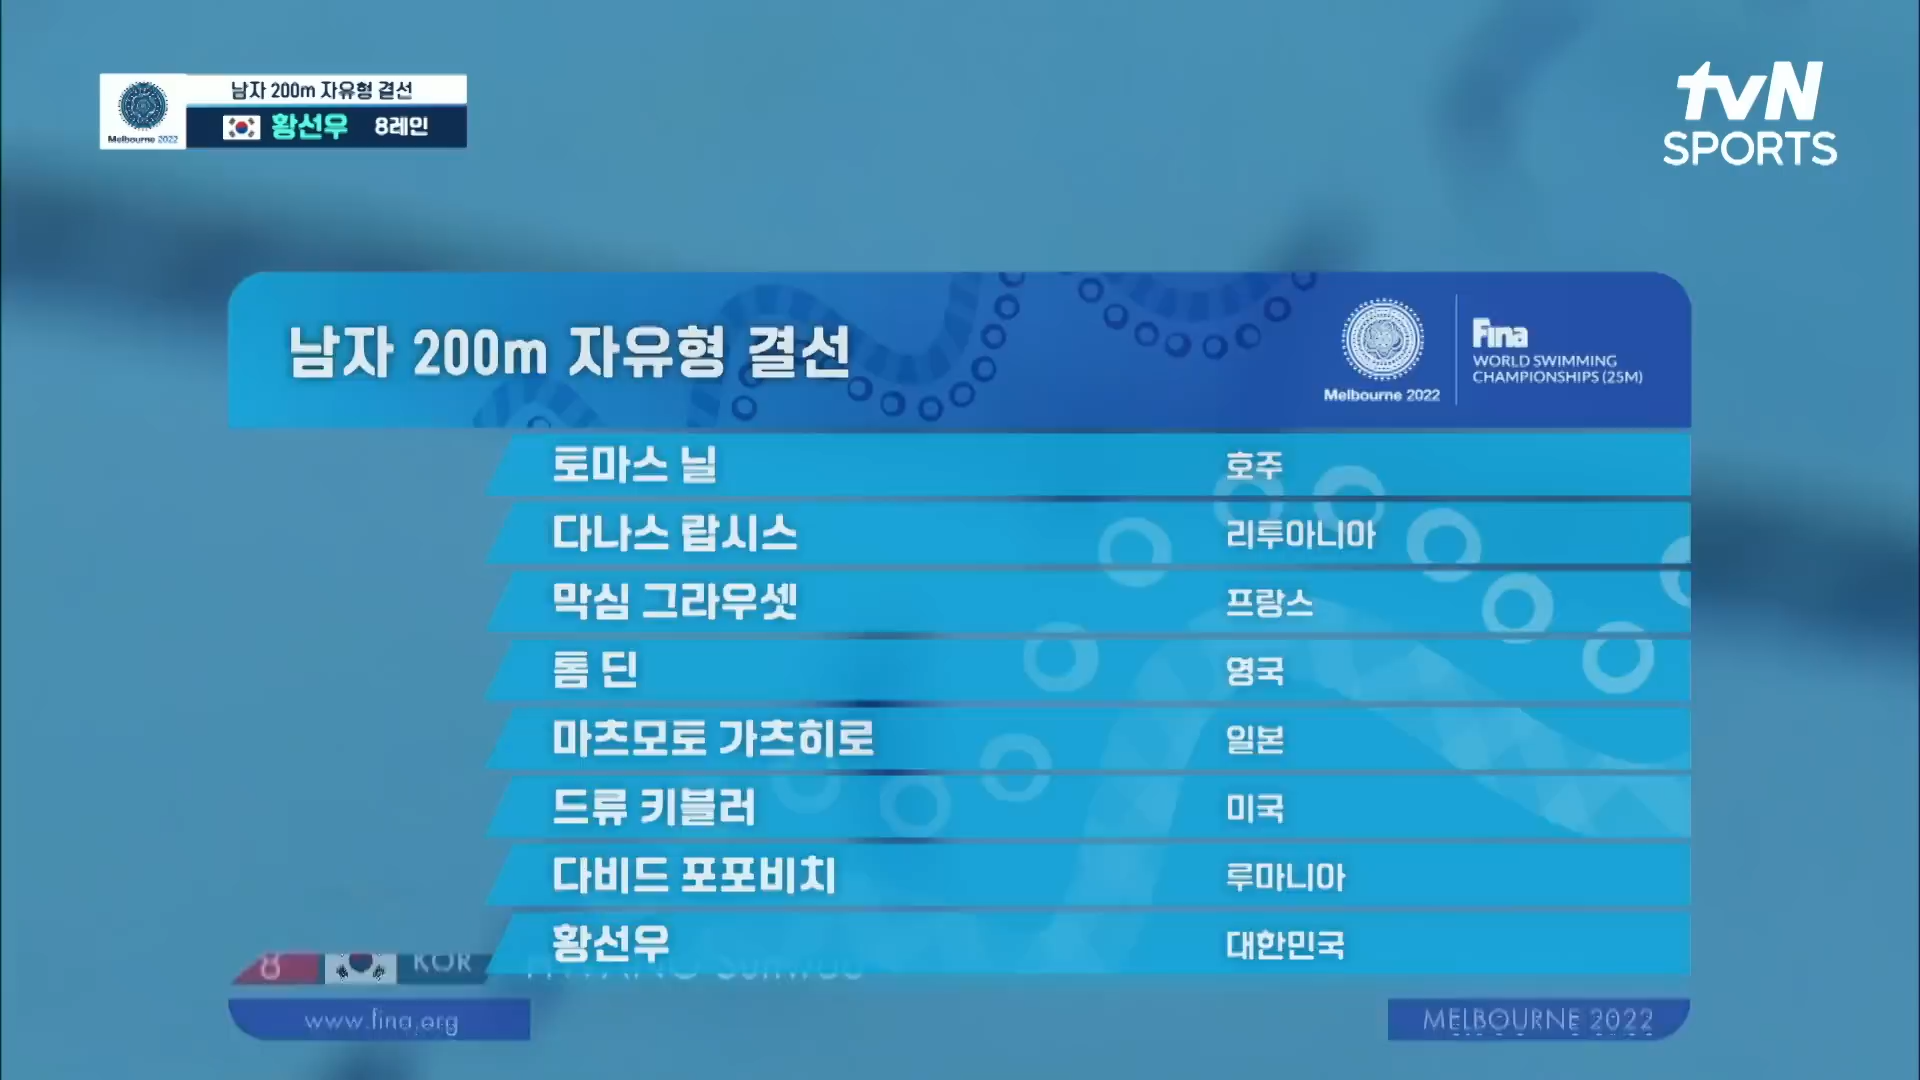 남자 200m 자유형 결선
황선우 8레인
Melbourne 2022
tvN
SPORTS
남자 200m 자유형 결선
Fina
WORLD SWIMMING
CHAMPIONSHIPS (25M)
Melbourne 2022
토마스 닐 호주
다나스 랍시스 리투아니아
막심 그라우셋 프랑스
톰 딘 영국
마츠모토 가츠히로 일본
드류 키블러 미국
다비드 포포비치 루마니아
황선우 대한민국
8 KOR
www.fina.org
MELBOURNE 2022